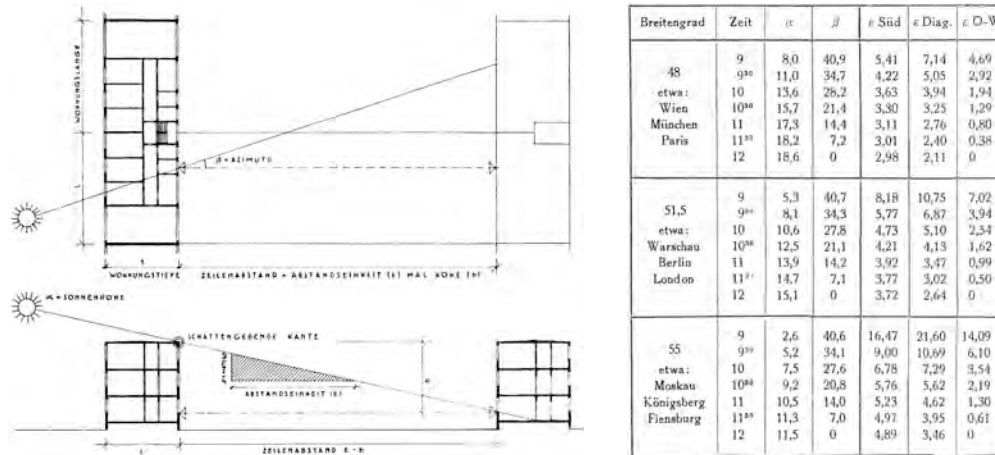 WOHNUNGSLÄNGE
L
β = AZIMUTH
t
WOHNUNGSTIEFE
ZEILENABSTAND = ABSTANDSEINHEIT (ε) MAL HÖHE (h)
α = SONNENHÖHE
SCHATTENGEBENDE KANTE
ABSTANDSEINHEIT (ε)
ZEILENABSTAND ε · h
Breitengrad Zeit α β ε Süd ε Diag. ε O-W
9 8,0 40,9 5,41 7,14 4,69
48 9³⁰ 11,0 34,7 4,22 5,05 2,92
etwa: 10 13,6 28,2 3,63 3,94 1,94
Wien 10³⁰ 15,7 21,4 3,30 3,25 1,29
München 11 17,3 14,4 3,11 2,76 0,80
Paris 11³⁰ 18,2 7,2 3,01 2,40 0,38
12 18,6 0 2,98 2,11 0
9 5,3 40,7 8,18 10,75 7,02
51,5 9³⁰ 8,1 34,3 5,77 6,87 3,94
etwa: 10 10,6 27,8 4,73 5,10 2,34
Warschau 10³⁰ 12,5 21,1 4,21 4,13 1,62
Berlin 11 13,9 14,2 3,92 3,47 0,99
London 11³⁰ 14,7 7,1 3,77 3,02 0,50
12 15,1 0 3,72 2,64 0
9 2,6 40,6 16,47 21,60 14,09
55 9³⁰ 5,2 34,1 9,00 10,69 6,10
etwa: 10 7,5 27,6 6,78 7,29 3,54
Moskau 10³⁰ 9,2 20,8 5,76 5,62 2,19
Königsberg 11 10,5 14,0 5,23 4,62 1,30
Flensburg 11³⁰ 11,3 7,0 4,97 3,95 0,61
12 11,5 0 4,89 3,46 0